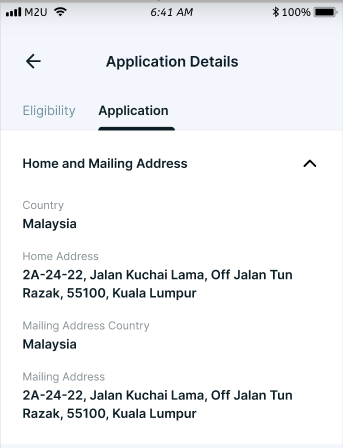 M2U 6:41 AM 100%
Application Details
Eligibility Application
Home and Mailing Address
Country
Malaysia
Home Address
2A-24-22, Jalan Kuchai Lama, Off Jalan Tun
Razak, 55100, Kuala Lumpur
Mailing Address Country
Malaysia
Mailing Address
2A-24-22, Jalan Kuchai Lama, Off Jalan Tun
Razak, 55100, Kuala Lumpur